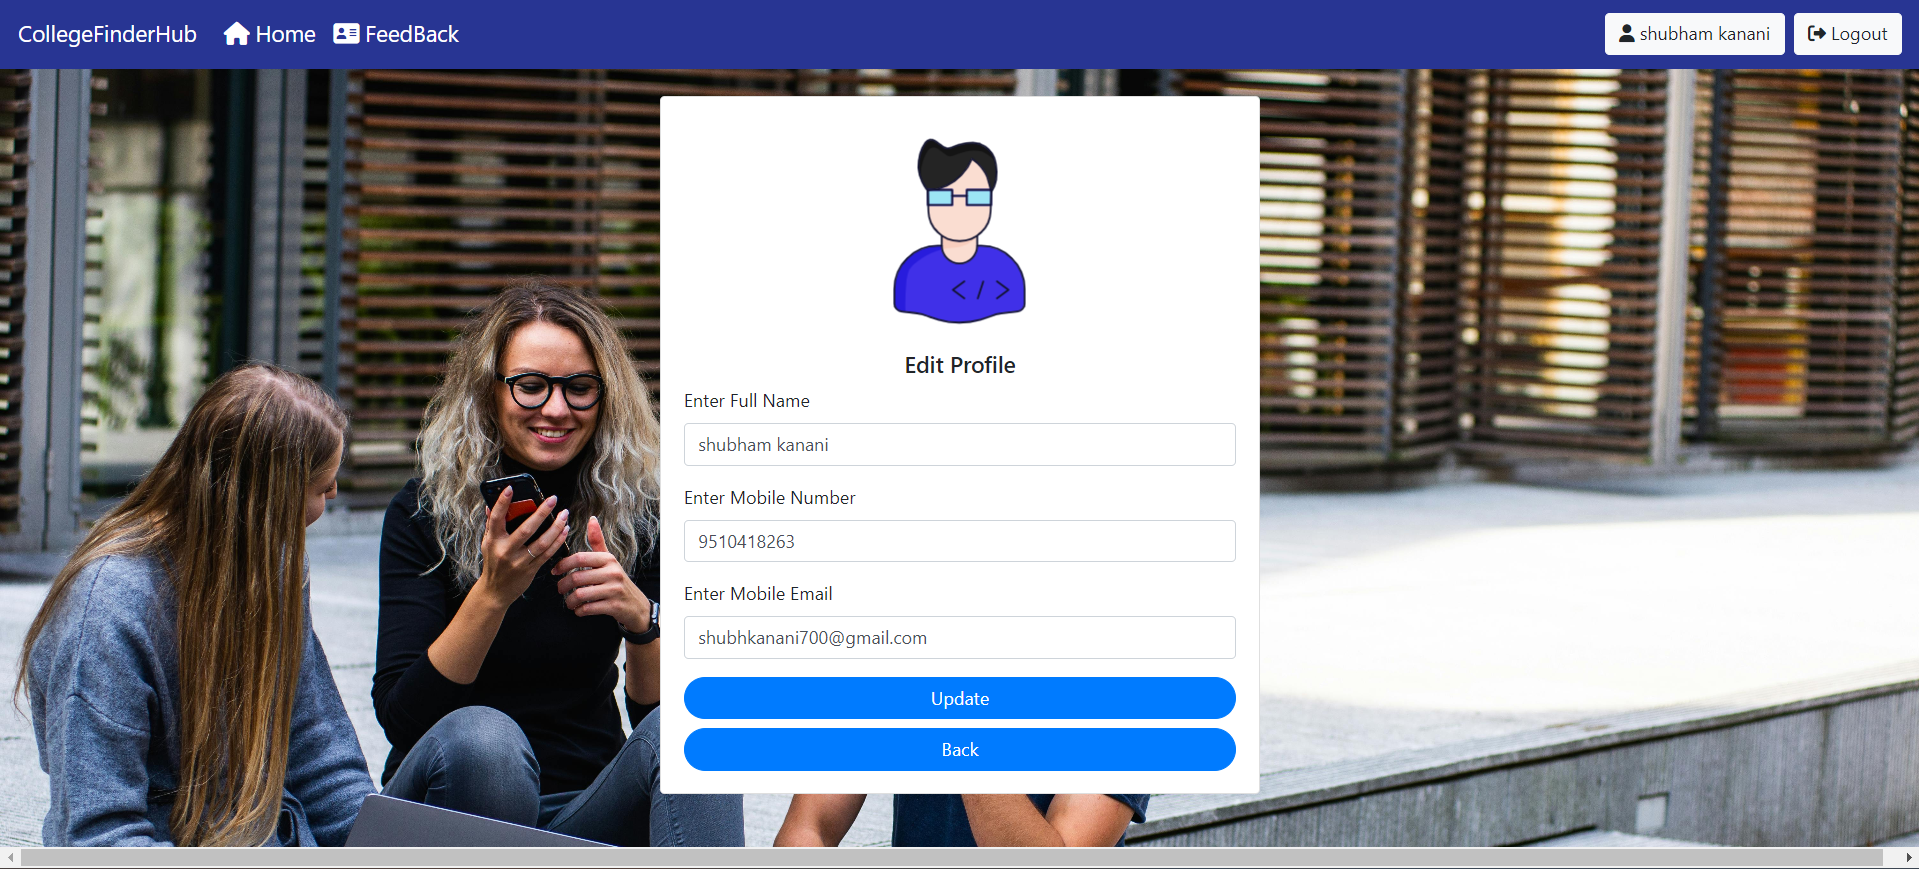 CollegeFinderHub Home FeedBack shubham kanani Logout
</>
Edit Profile
Enter Full Name
shubham kanani
Enter Mobile Number
9510418263
Enter Mobile Email
shubhkanani700@gmail.com
Update
Back